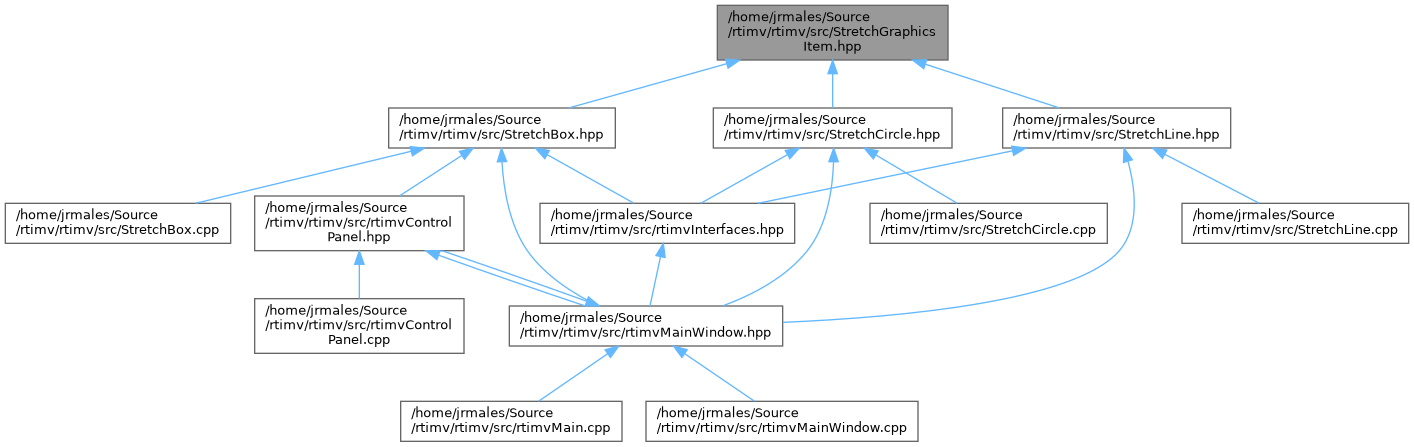 /home/jrmales/Source
/rtimv/rtimv/src/StretchGraphics
Item.hpp
/home/jrmales/Source
/rtimv/rtimv/src/StretchBox.hpp
/home/jrmales/Source
/rtimv/rtimv/src/StretchCircle.hpp
/home/jrmales/Source
/rtimv/rtimv/src/StretchLine.hpp
/home/jrmales/Source
/rtimv/rtimv/src/StretchBox.cpp
/home/jrmales/Source
/rtimv/rtimv/src/rtimvControl
Panel.hpp
/home/jrmales/Source
/rtimv/rtimv/src/rtimvInterfaces.hpp
/home/jrmales/Source
/rtimv/rtimv/src/StretchCircle.cpp
/home/jrmales/Source
/rtimv/rtimv/src/StretchLine.cpp
/home/jrmales/Source
/rtimv/rtimv/src/rtimvControl
Panel.cpp
/home/jrmales/Source
/rtimv/rtimv/src/rtimvMainWindow.hpp
/home/jrmales/Source
/rtimv/rtimv/src/rtimvMain.cpp
/home/jrmales/Source
/rtimv/rtimv/src/rtimvMainWindow.cpp